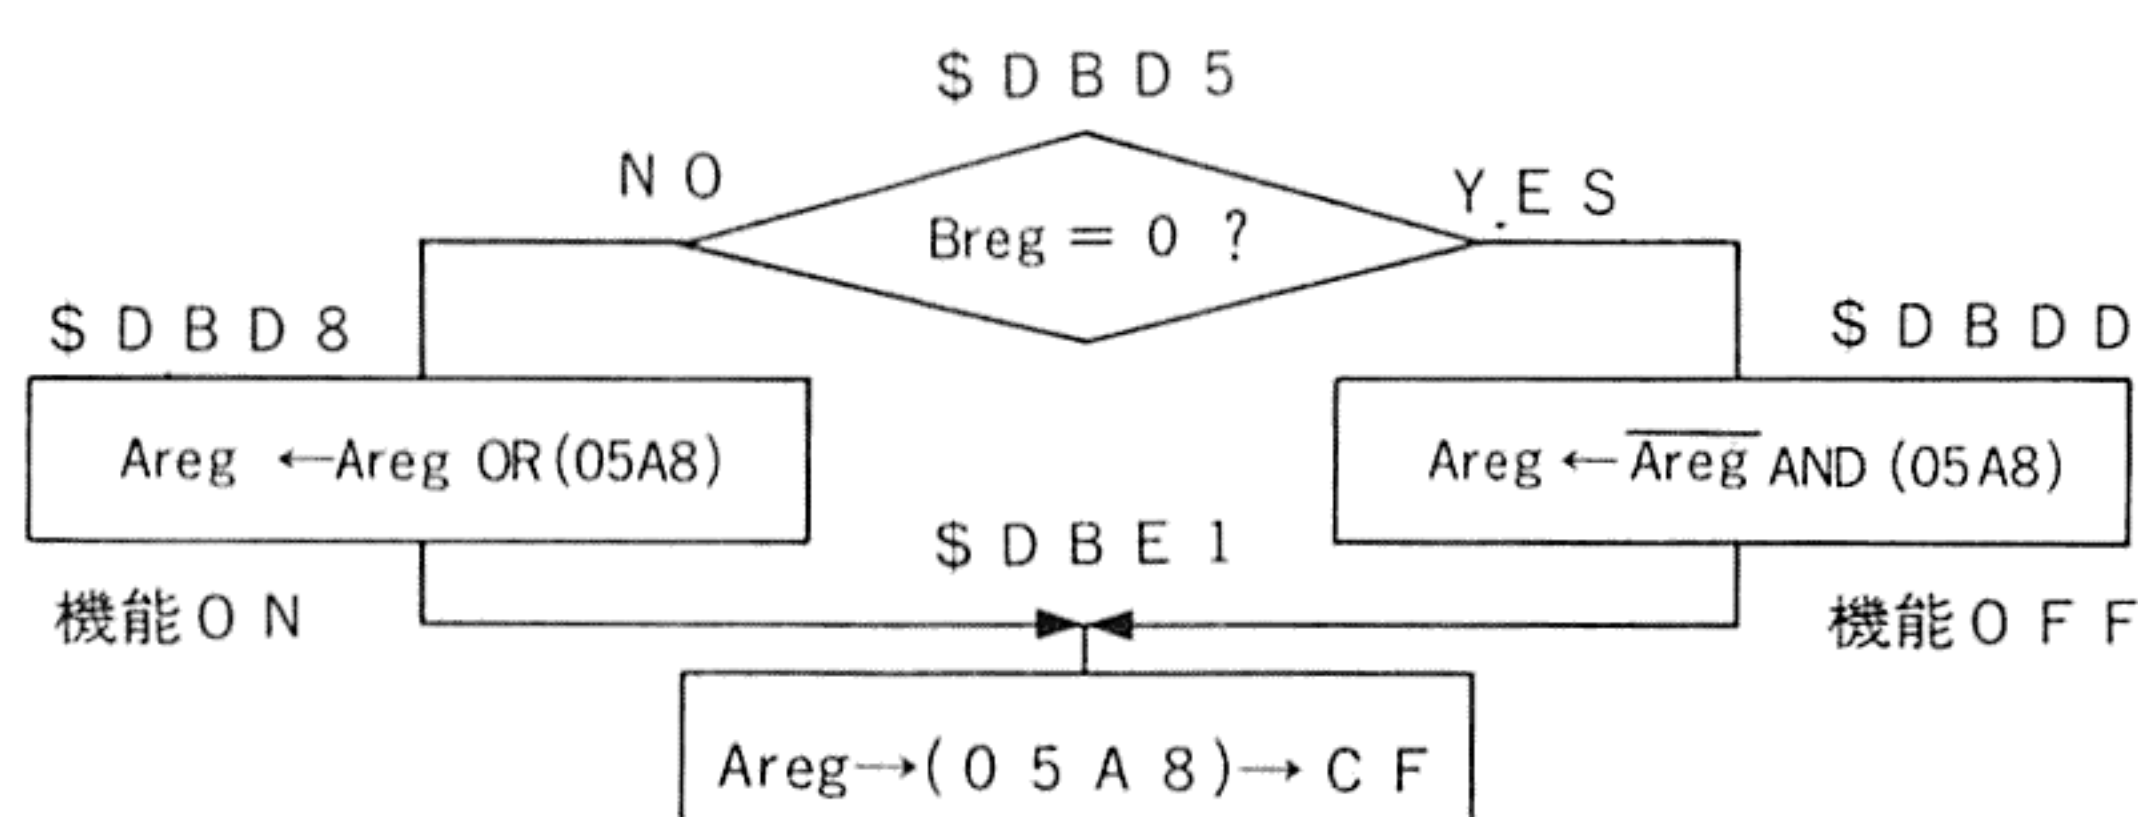 $DBD5
NO
YES
Breg = 0 ?
$DBD8
$DBDD
Areg ←Areg OR(05A8)
Areg ← A̅r̅e̅g̅ AND (05A8)
$DBE1
機能ON
機能OFF
Areg→(05A8)→CF